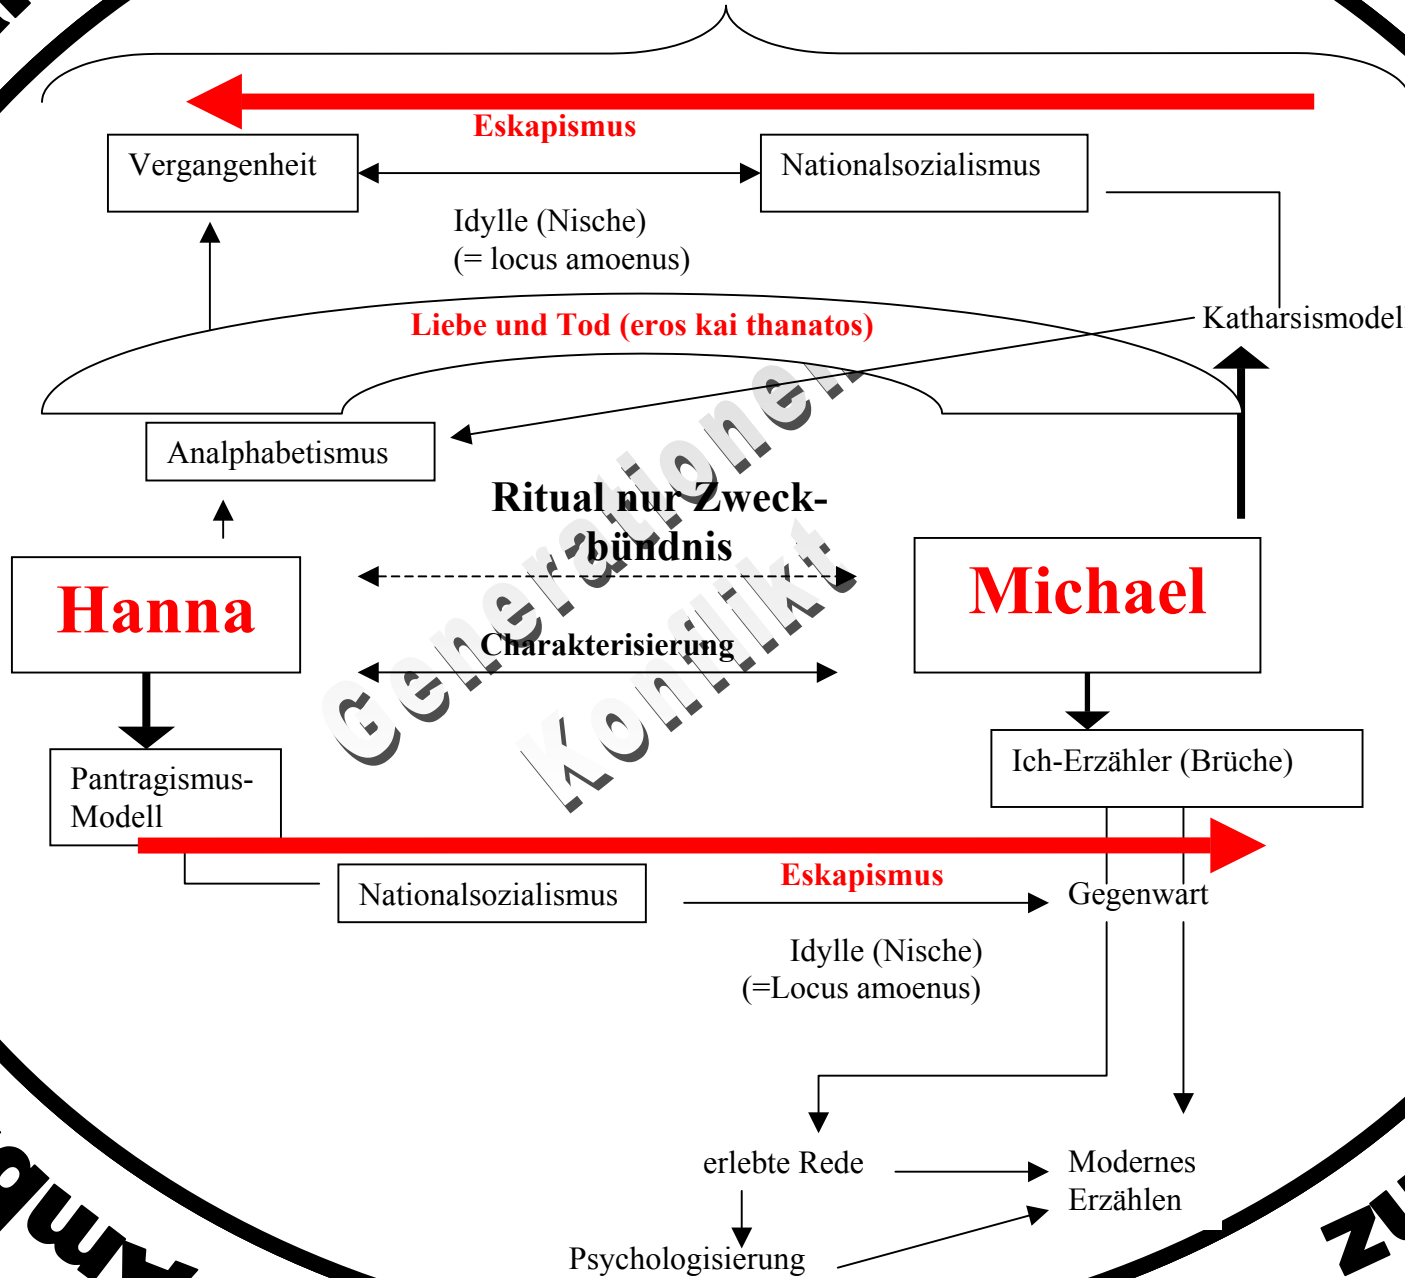 Eskapismus
Vergangenheit
Nationalsozialismus
Idylle (Nische)
(= locus amoenus)
Liebe und Tod (eros kai thanatos)
Katharsismodel
Analphabetismus
Ritual nur Zweck-
bündnis
Generationen
Konflikt
Hanna
Michael
Charakterisierung
Pantragismus-
Modell
Ich-Erzähler (Brüche)
Nationalsozialismus
Eskapismus
Gegenwart
Idylle (Nische)
(=Locus amoenus)
erlebte Rede
Modernes
Erzählen
Psychologisierung